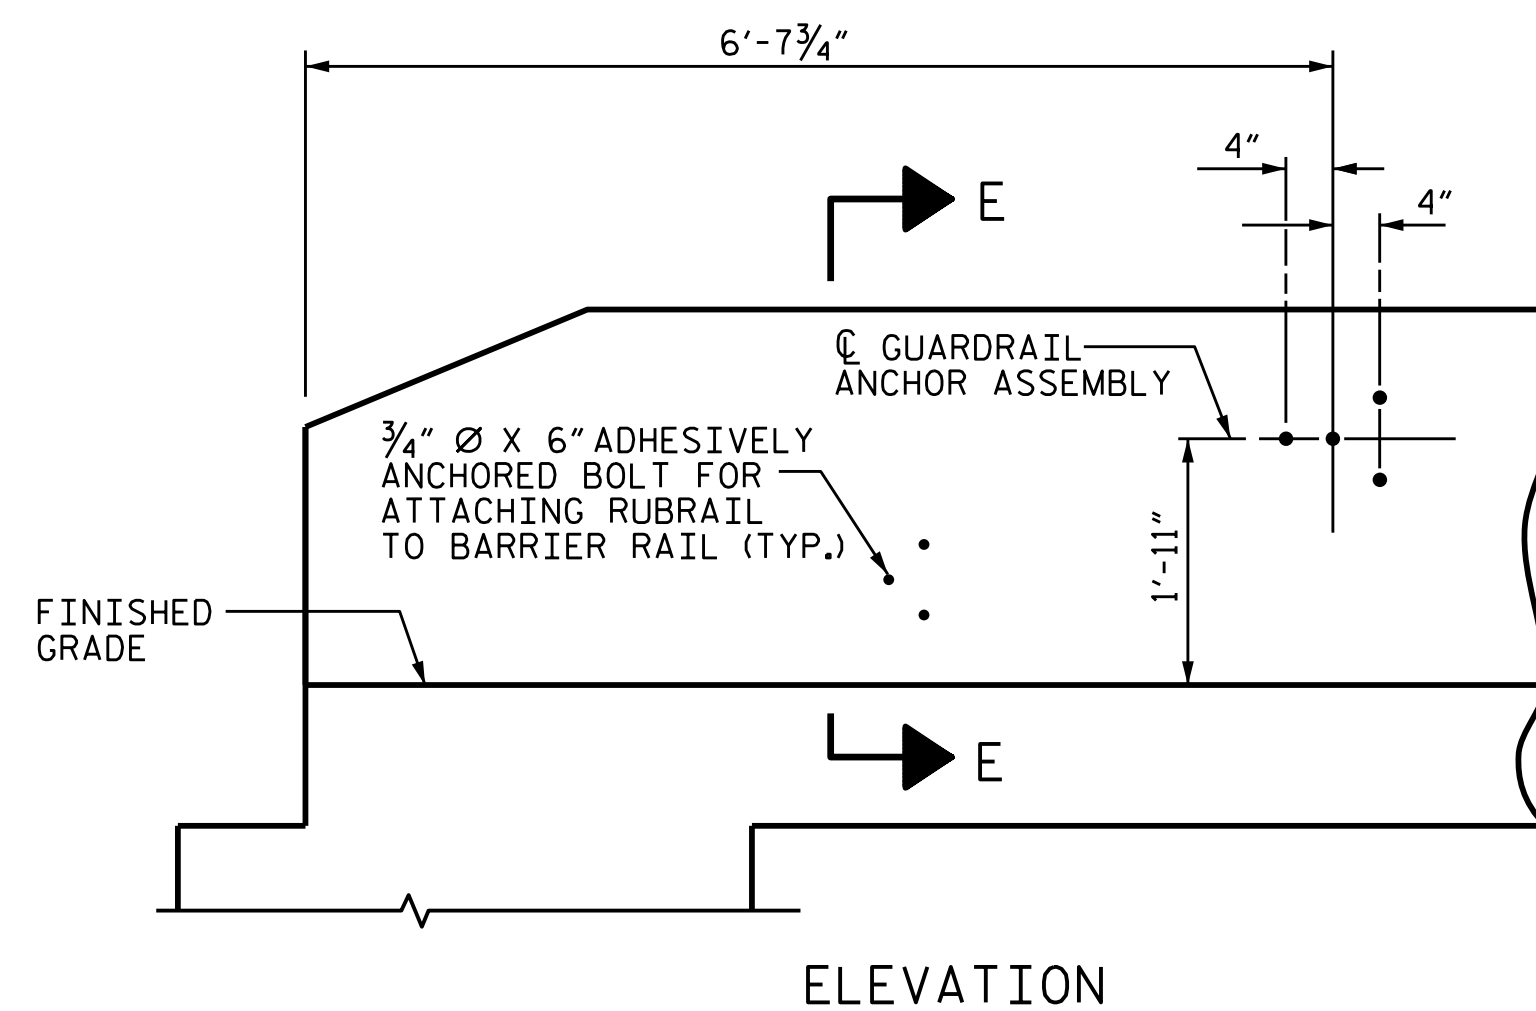 6'-7¾"
4"
E
4"
℄ GUARDRAIL
ANCHOR ASSEMBLY
¾" Ø X 6" ADHESIVELY
ANCHORED BOLT FOR
ATTACHING RUBRAIL
TO BARRIER RAIL (TYP.)
1'-11"
FINISHED
GRADE
E
ELEVATION